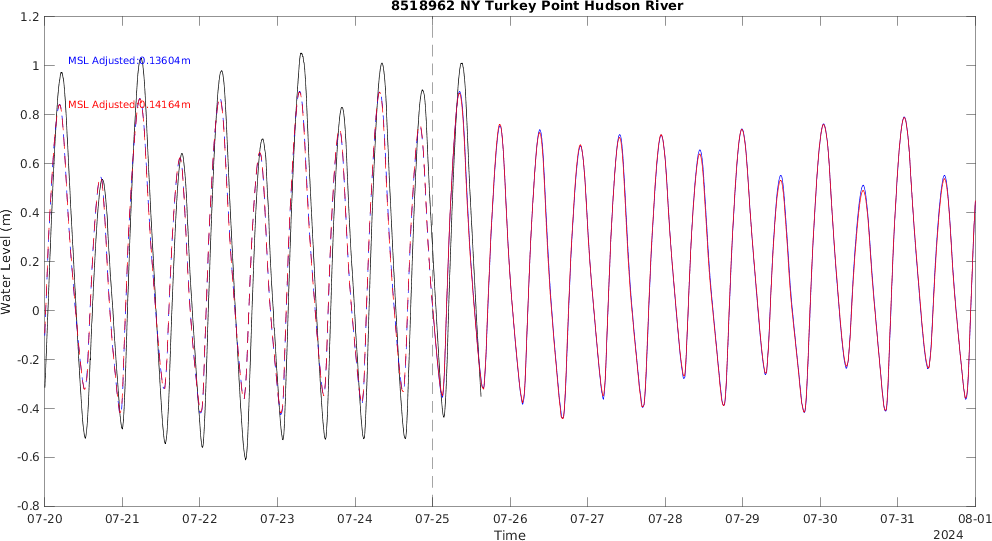 8518962 NY Turkey Point Hudson River
1.2
1
0.8
0.6
0.4
0.2
0
-0.2
-0.4
-0.6
-0.8
Water Level (m)
MSL Adjusted:0.13604m
MSL Adjusted:0.14164m
07-20 07-21 07-22 07-23 07-24 07-25 07-26 07-27 07-28 07-29 07-30 07-31 08-01
Time
2024